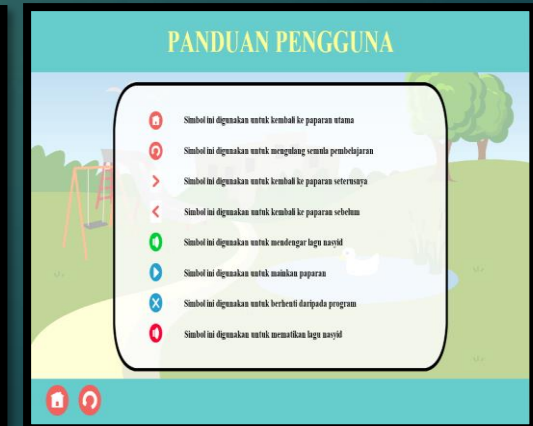 PANDUAN PENGGUNA
Simbol ini digunakan untuk kembali ke paparan utama
Simbol ini digunakan untuk mengulang semula pembelajaran
Simbol ini digunakan untuk kembali ke paparan seterusnya
Simbol ini digunakan untuk kembali ke paparan sebelum
Simbol ini digunakan untuk mendengar lagu nasyid
Simbol ini digunakan untuk mainkan paparan
Simbol ini digunakan untuk berhenti daripada program
Simbol ini digunakan untuk mematikan lagu nasyid